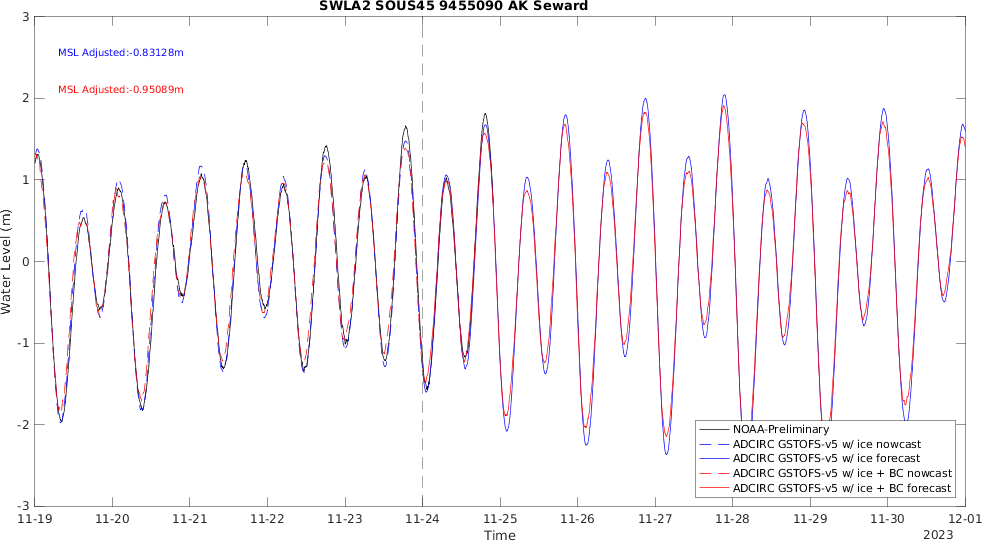 SWLA2 SOUS45 9455090 AK Seward
MSL Adjusted:-0.83128m
MSL Adjusted:-0.95089m
Water Level (m)
3
2
1
0
-1
-2
-3
NOAA-Preliminary
ADCIRC GSTOFS-v5 w/ ice nowcast
ADCIRC GSTOFS-v5 w/ ice forecast
ADCIRC GSTOFS-v5 w/ ice + BC nowcast
ADCIRC GSTOFS-v5 w/ ice + BC forecast
11-19 11-20 11-21 11-22 11-23 11-24 11-25 11-26 11-27 11-28 11-29 11-30 12-01
Time
2023